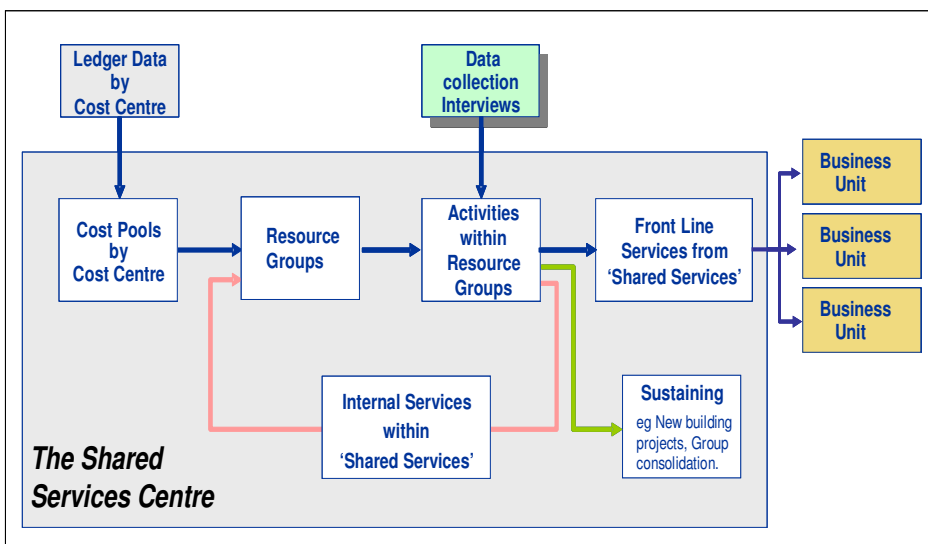 Ledger Data
by
Cost Centre
Data
collection
Interviews
Business
Unit
Cost Pools
by
Cost Centre
Resource
Groups
Activities
within
Resource
Groups
Front Line
Services from
‘Shared Services’
Business
Unit
Business
Unit
Internal Services
within
‘Shared Services’
Sustaining
eg New building
projects, Group
consolidation.
The Shared
Services Centre